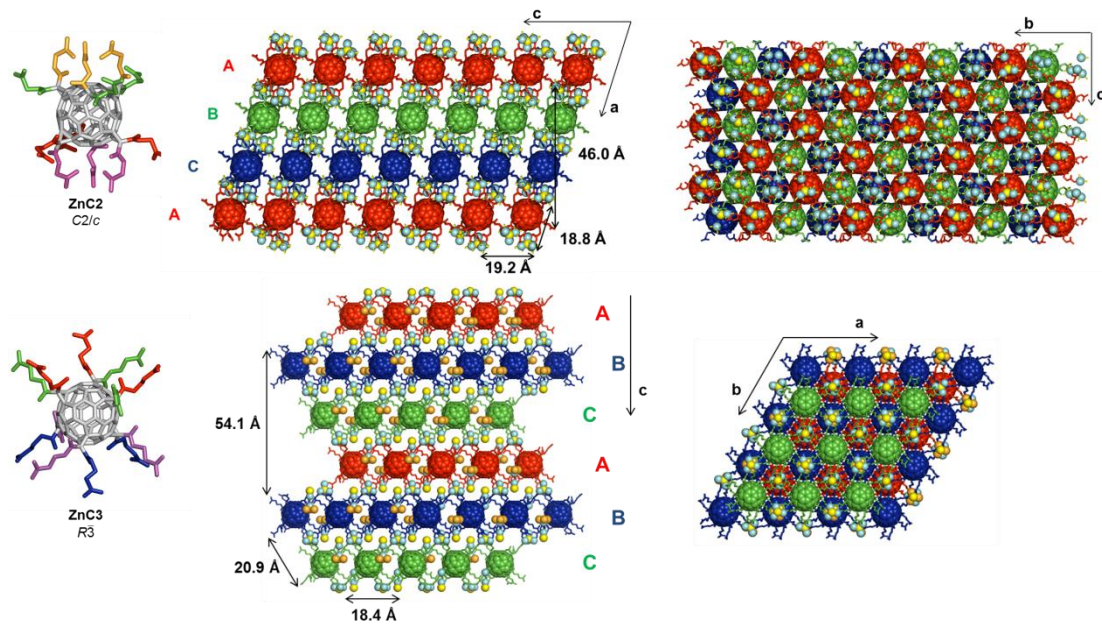 ZnC2
C2/c
A
B
C
A
c
a
46.0 Å
18.8 Å
19.2 Å
b
c
ZnC3
R3̄
A
B
C
A
B
C
c
54.1 Å
20.9 Å
18.4 Å
a
b